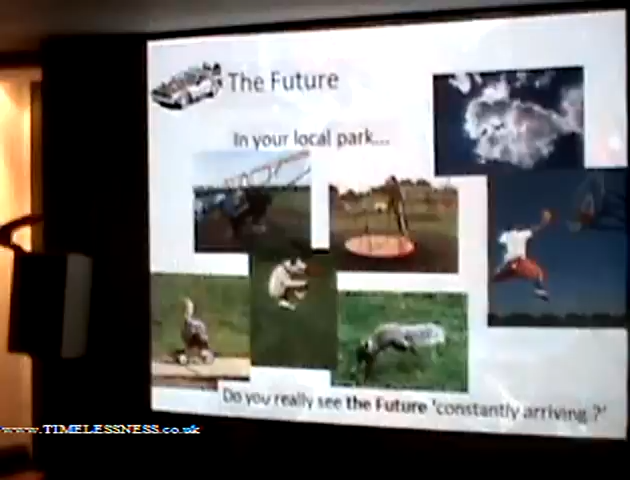 The Future
In your local park...
Do you really see the Future 'constantly arriving ?'
www.TIMELESSNESS.co.uk